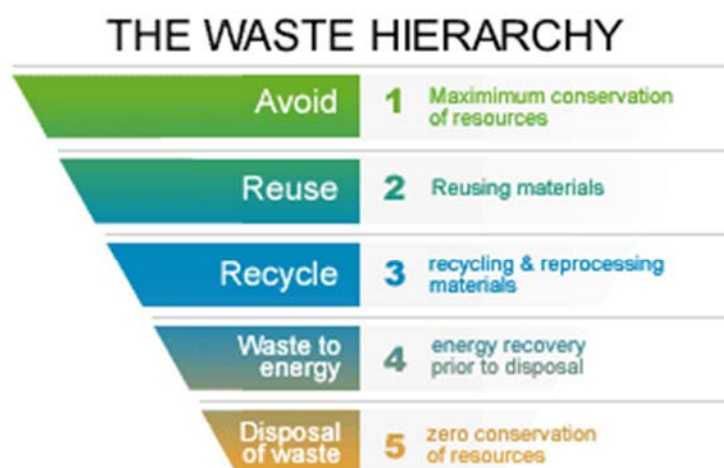 THE WASTE HIERARCHY
Avoid 1 Maximimum conservation
of resources
Reuse 2 Reusing materials
Recycle 3 recycling & reprocessing
materials
Waste to
energy 4 energy recovery
prior to disposal
Disposal
of waste 5 zero conservation
of resources